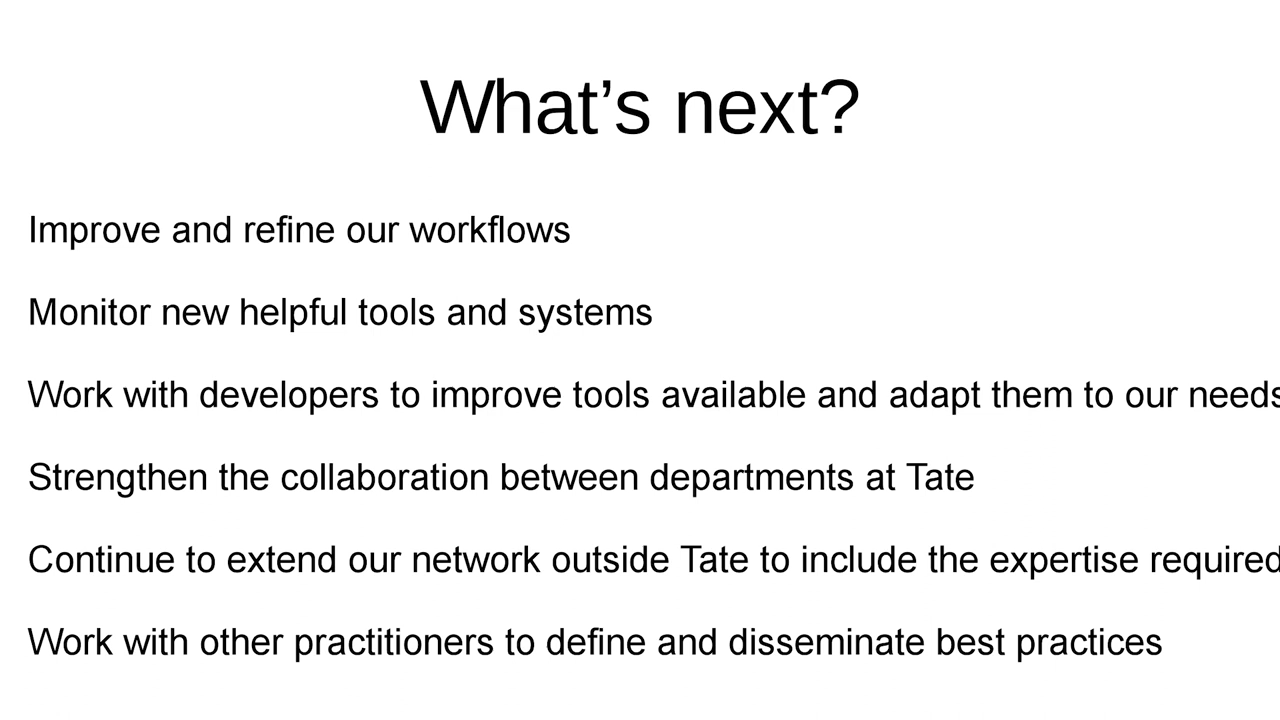 What’s next?
Improve and refine our workflows
Monitor new helpful tools and systems
Work with developers to improve tools available and adapt them to our needs
Strengthen the collaboration between departments at Tate
Continue to extend our network outside Tate to include the expertise required
Work with other practitioners to define and disseminate best practices